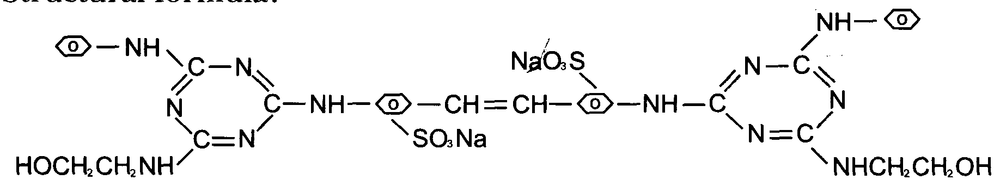 Structural formula:
NH
NH
NaO₃S
C N N C
N C NH CH=CH NH C N
C N SO₃Na N C
HOCH₂CH₂NH NHCH₂CH₂OH